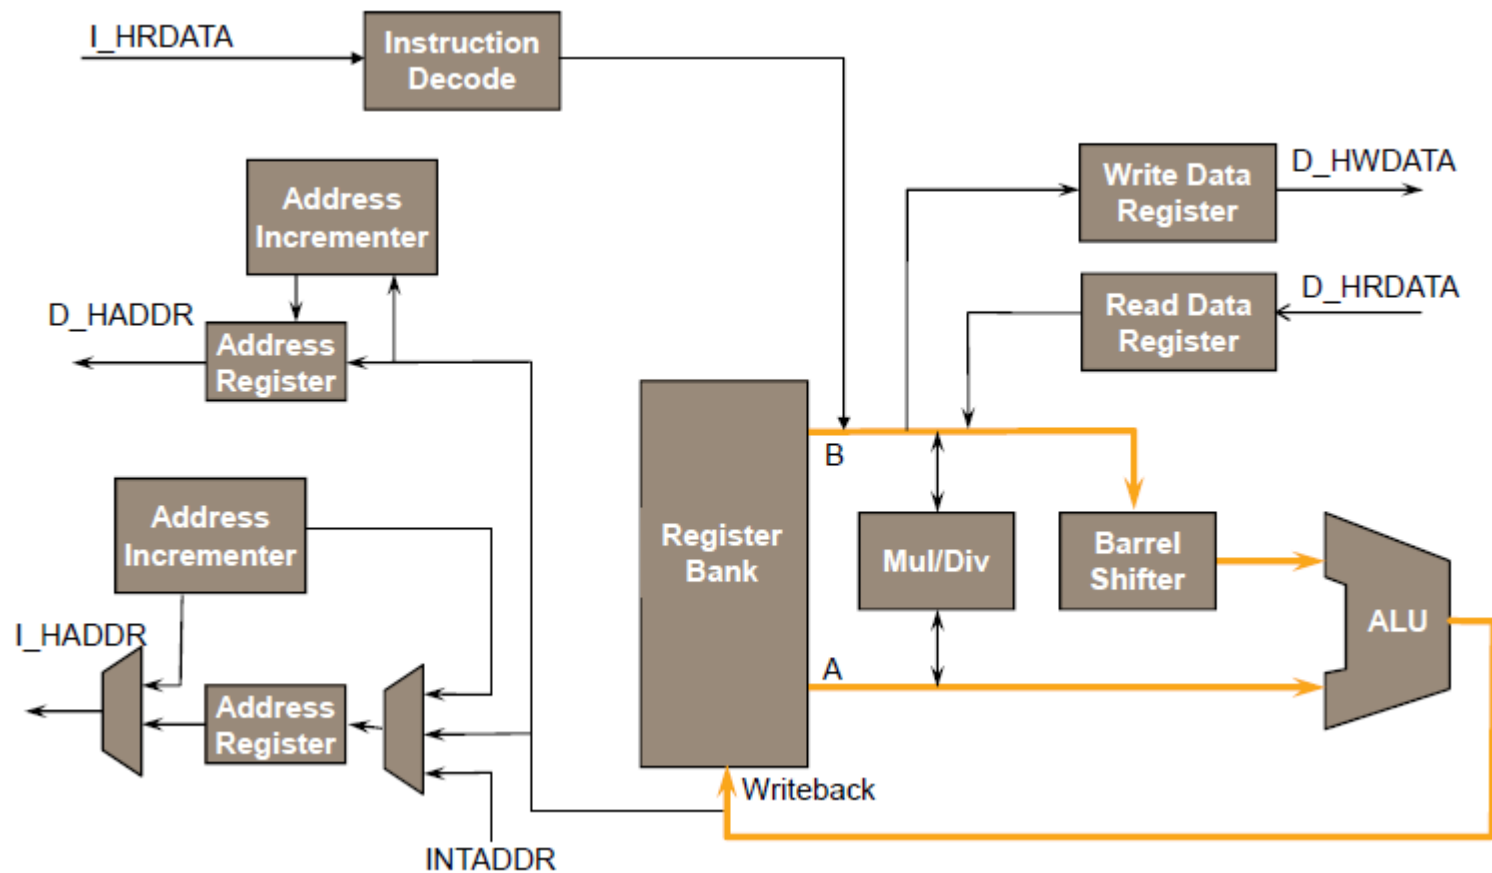 I_HRDATA
Instruction
Decode
Address
Incrementer
Write Data
Register
D_HWDATA
Read Data
Register
D_HRDATA
D_HADDR
Address
Register
B
Register
Bank
Mul/Div
Barrel
Shifter
ALU
A
Address
Incrementer
I_HADDR
Address
Register
Writeback
INTADDR